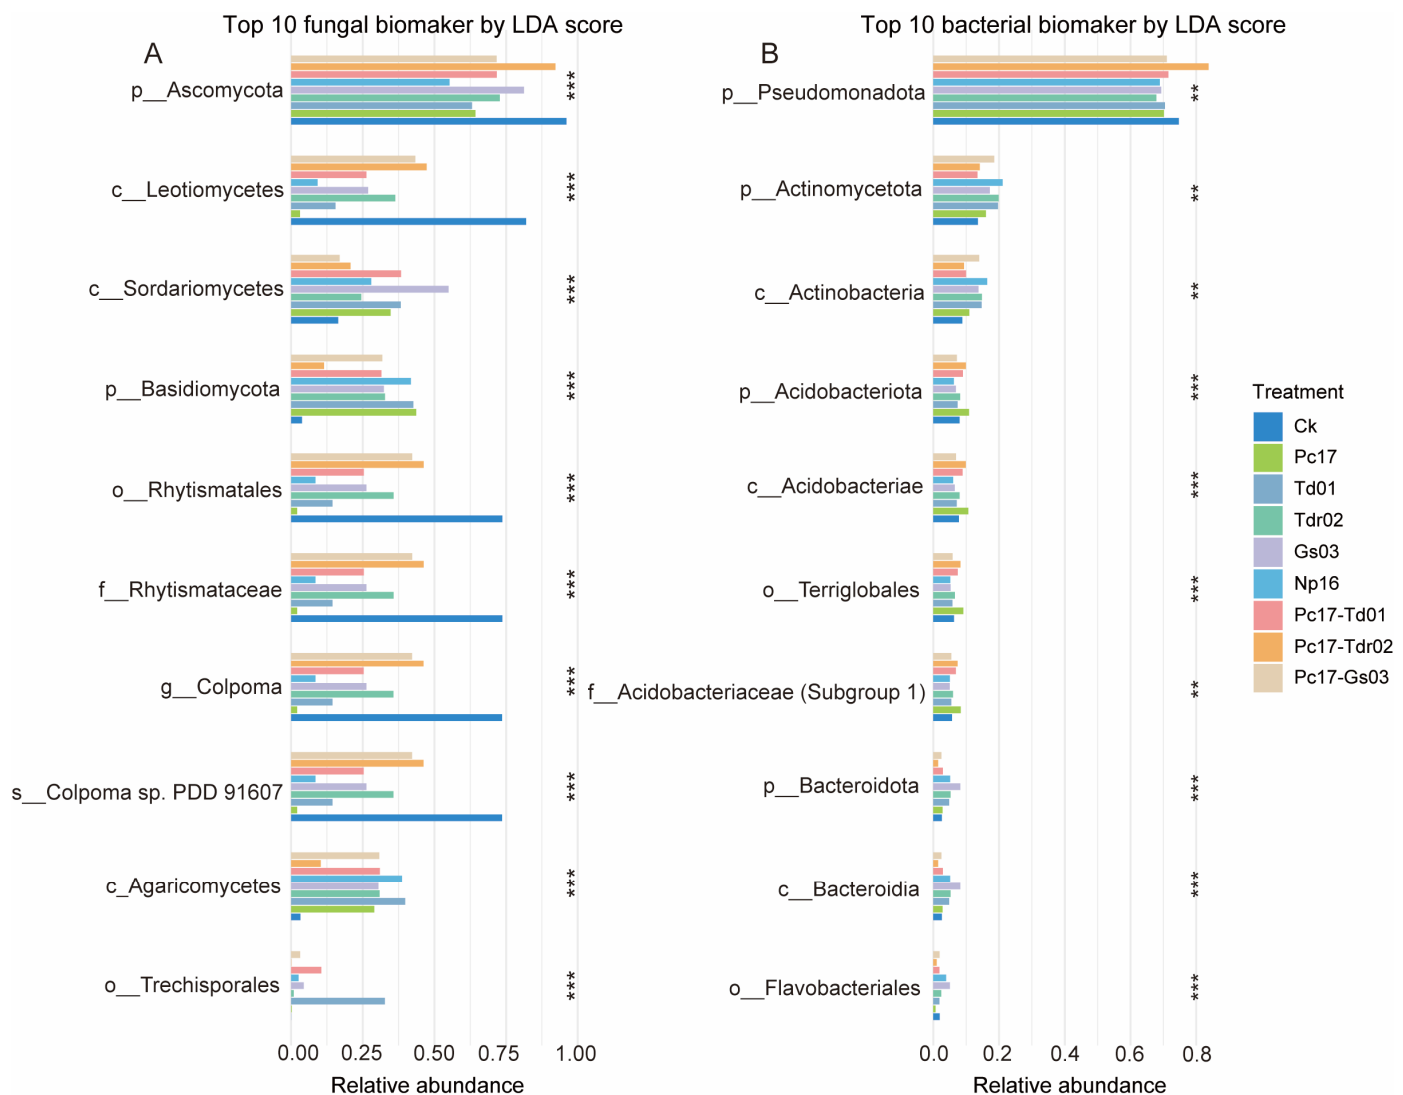 Top 10 fungal biomaker by LDA score
A
p__Ascomycota
***
c__Leotiomycetes
***
c__Sordariomycetes
***
p__Basidiomycota
***
o__Rhytismatales
***
f__Rhytismataceae
***
g__Colpoma
***
s__Colpoma sp. PDD 91607
***
c_Agaricomycetes
***
o__Trechisporales
***
0.00 0.25 0.50 0.75 1.00
Relative abundance
Top 10 bacterial biomaker by LDA score
B
p__Pseudomonadota
**
p__Actinomycetota
**
c__Actinobacteria
**
p__Acidobacteriota
***
c__Acidobacteriae
***
o__Terriglobales
***
f__Acidobacteriaceae (Subgroup 1)
**
p__Bacteroidota
***
c__Bacteroidia
***
o__Flavobacteriales
***
0.0 0.2 0.4 0.6 0.8
Relative abundance
Treatment
Ck
Pc17
Td01
Tdr02
Gs03
Np16
Pc17-Td01
Pc17-Tdr02
Pc17-Gs03